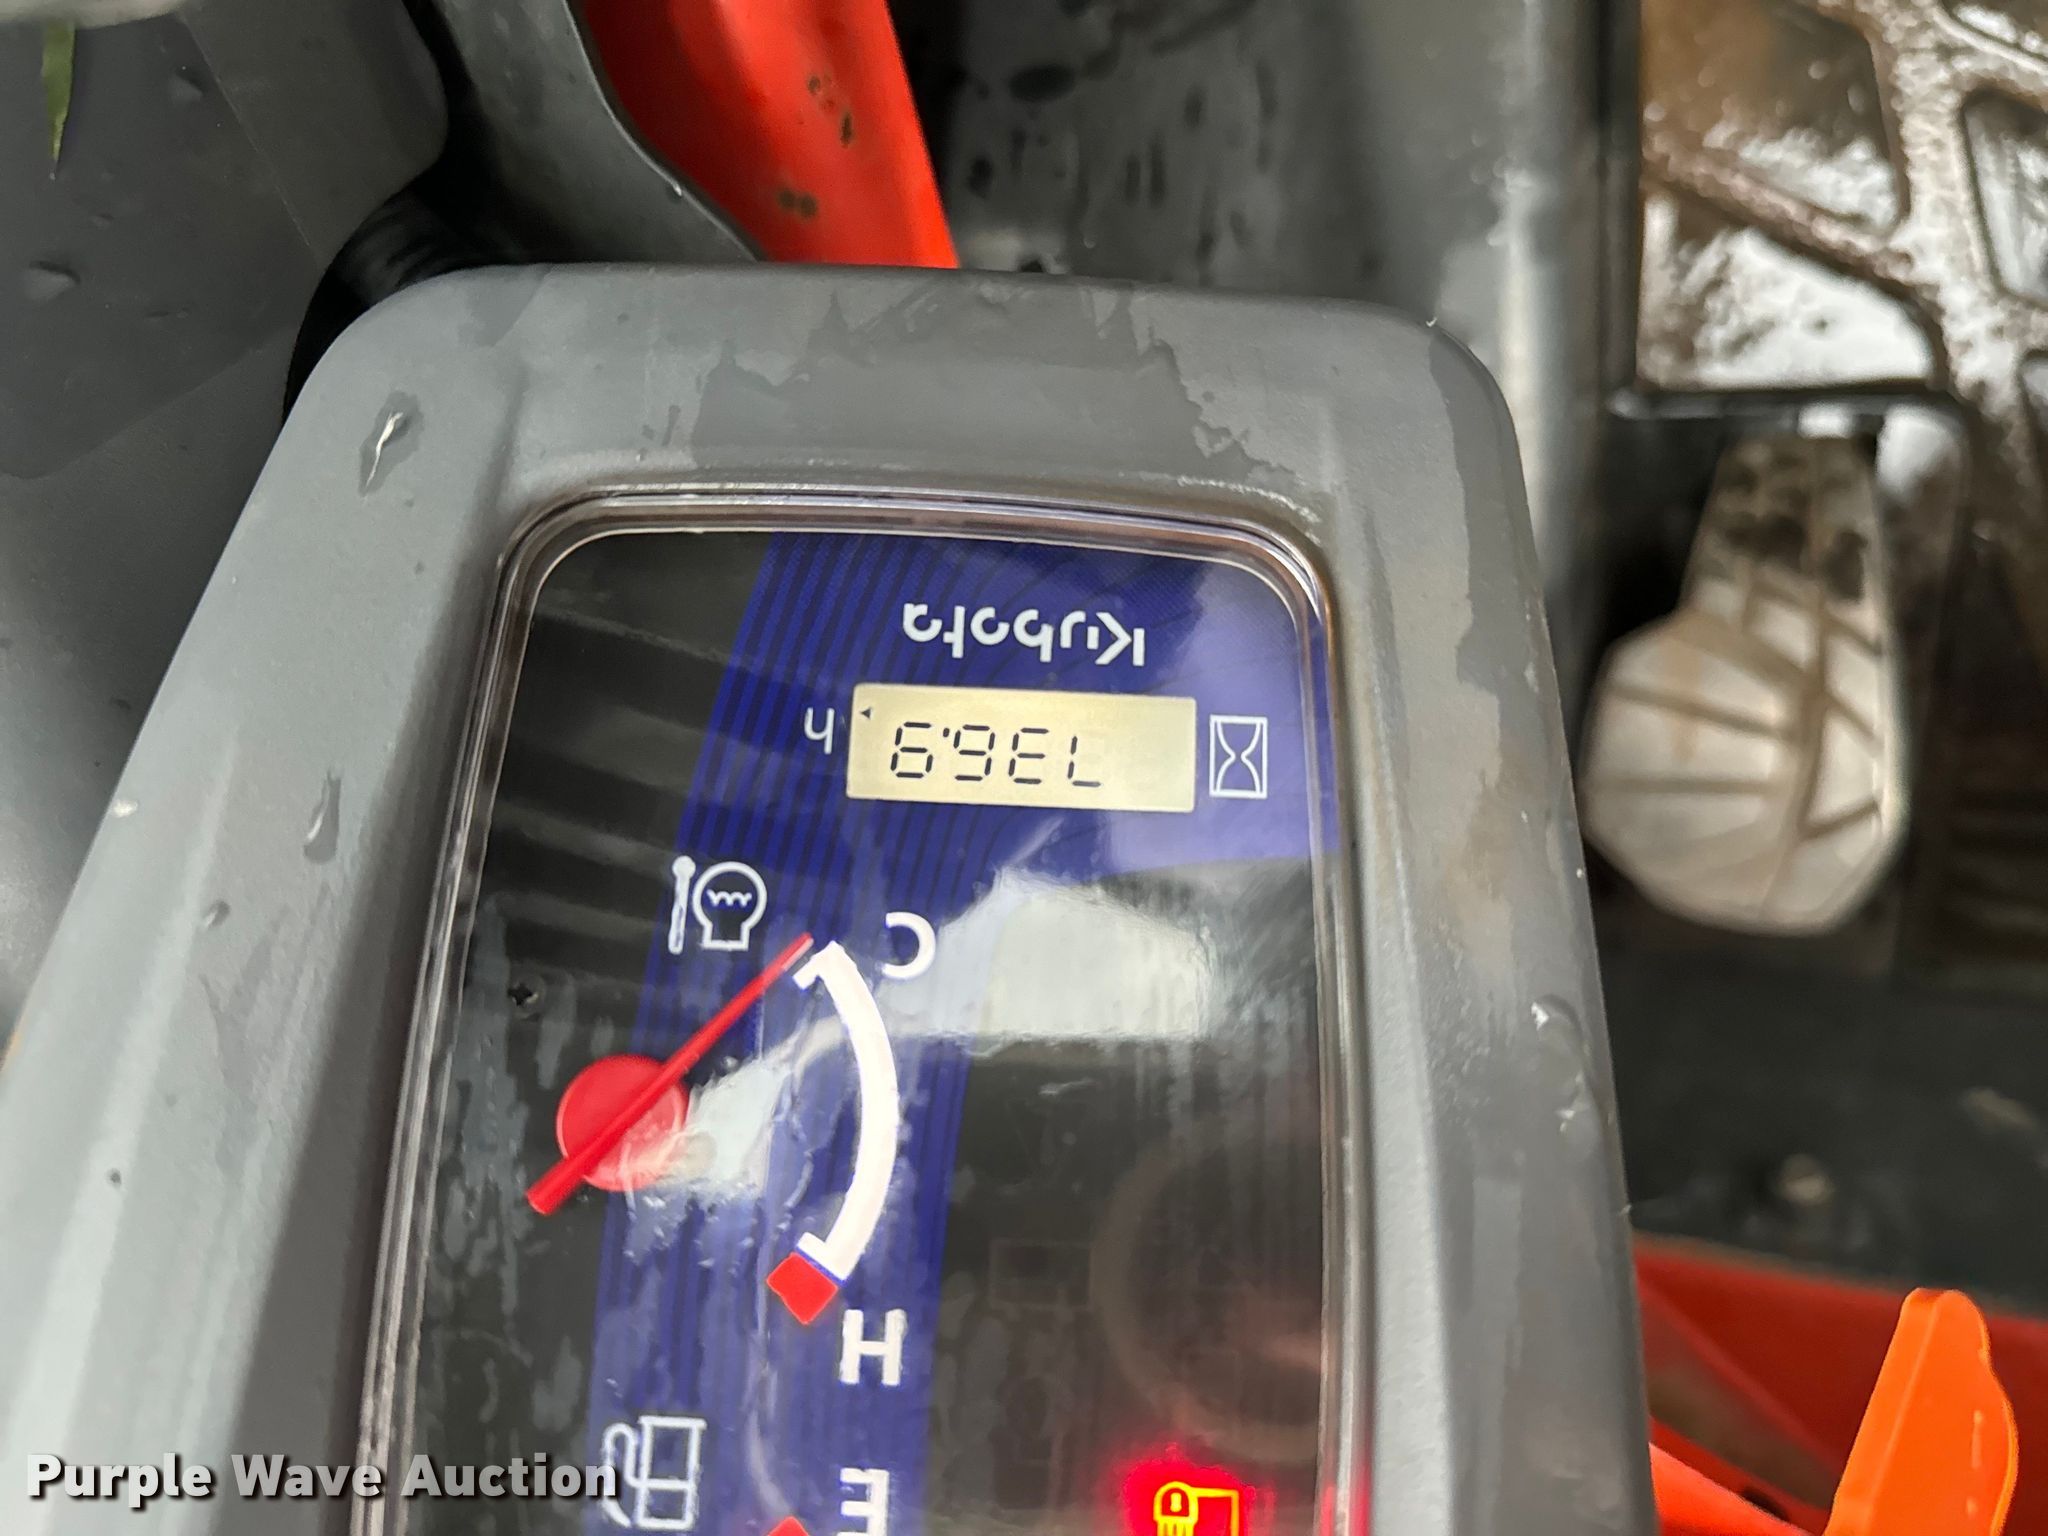 Kubota
736.9 h
C
H
E
Purple Wave Auction